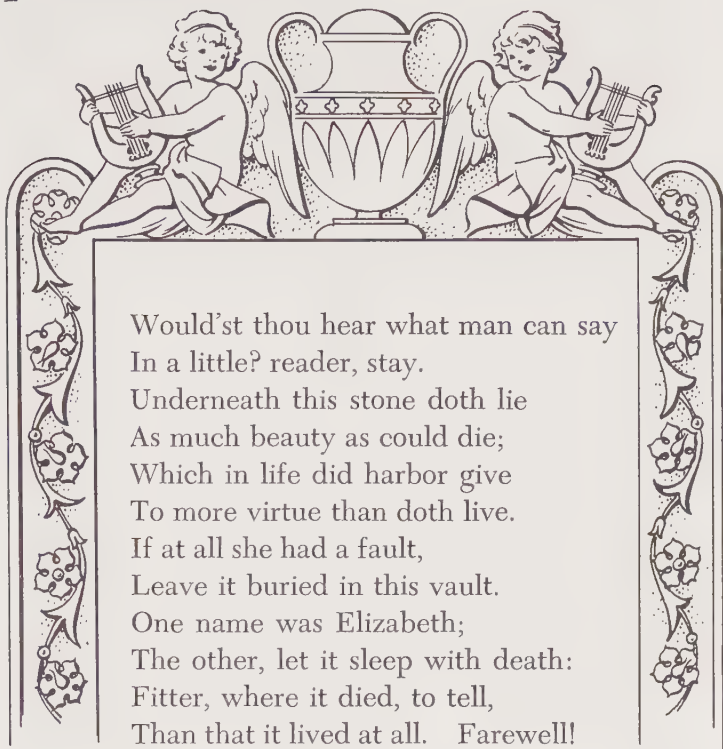 Would'st thou hear what man can say
In a little? reader, stay.
Underneath this stone doth lie
As much beauty as could die;
Which in life did harbor give
To more virtue than doth live.
If at all she had a fault,
Leave it buried in this vault.
One name was Elizabeth;
The other, let it sleep with death:
Fitter, where it died, to tell,
Than that it lived at all. Farewell!